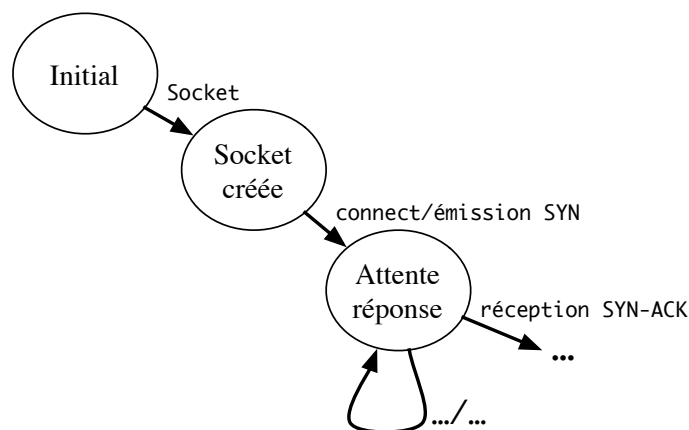 Initial
Socket
Socket
créée
connect/émission SYN
Attente
réponse
réception SYN-ACK
...
.../...